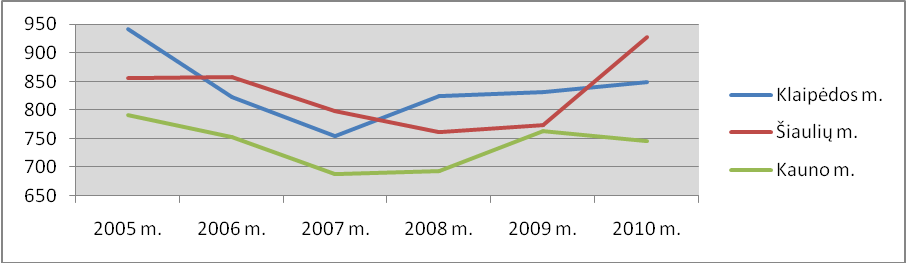 950
900
850
800
750
700
650
2005 m. 2006 m. 2007 m. 2008 m. 2009 m. 2010 m.
Klaipėdos m.
Šiaulių m.
Kauno m.